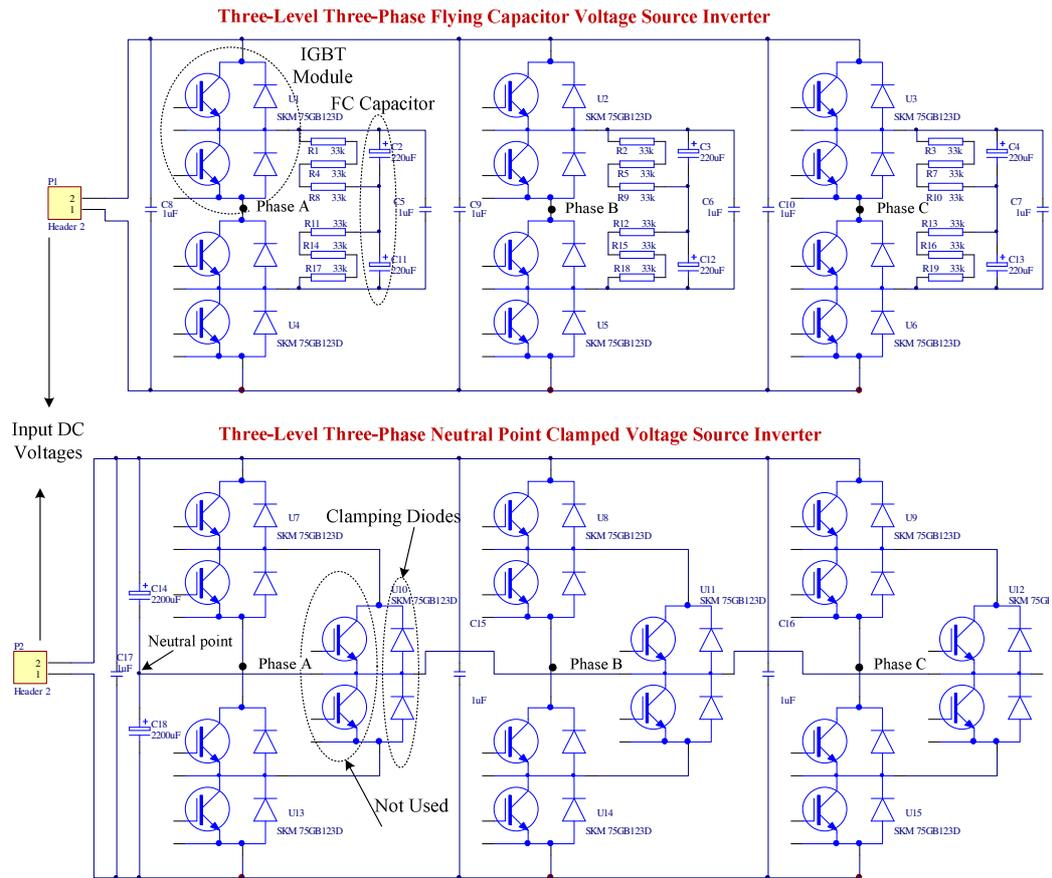 Three-Level Three-Phase Flying Capacitor Voltage Source Inverter
IGBT
Module
FC Capacitor
U1
SKM 75GB123D
R1 33k
R4 33k
R8 33k
C2
220uF
P1
2
1
Header 2
C8
1uF
Phase A
C5
1uF
R11 33k
R14 33k
R17 33k
C11
220uF
U4
SKM 75GB123D
U2
SKM 75GB123D
R2 33k
R5 33k
R9 33k
C3
220uF
C9
1uF
Phase B
C6
1uF
R12 33k
R15 33k
R18 33k
C12
220uF
U5
SKM 75GB123D
U3
SKM 75GB123D
R3 33k
R7 33k
R10 33k
C4
220uF
C10
1uF
Phase C
C7
1uF
R13 33k
R16 33k
R19 33k
C13
220uF
U6
SKM 75GB123D
Input DC
Voltages
Three-Level Three-Phase Neutral Point Clamped Voltage Source Inverter
U7
SKM 75GB123D
Clamping Diodes
U8
SKM 75GB123D
U9
SKM 75GB123D
C14
2200uF
U10
SKM 75GB123D
U11
SKM 75GB123D
U12
SKM 75G
C15
C16
P2
2
1
Header 2
Neutral point
C17
1uF
Phase A
Phase B
Phase C
1uF
1uF
C18
2200uF
Not Used
U13
SKM 75GB123D
U14
SKM 75GB123D
U15
SKM 75GB123D